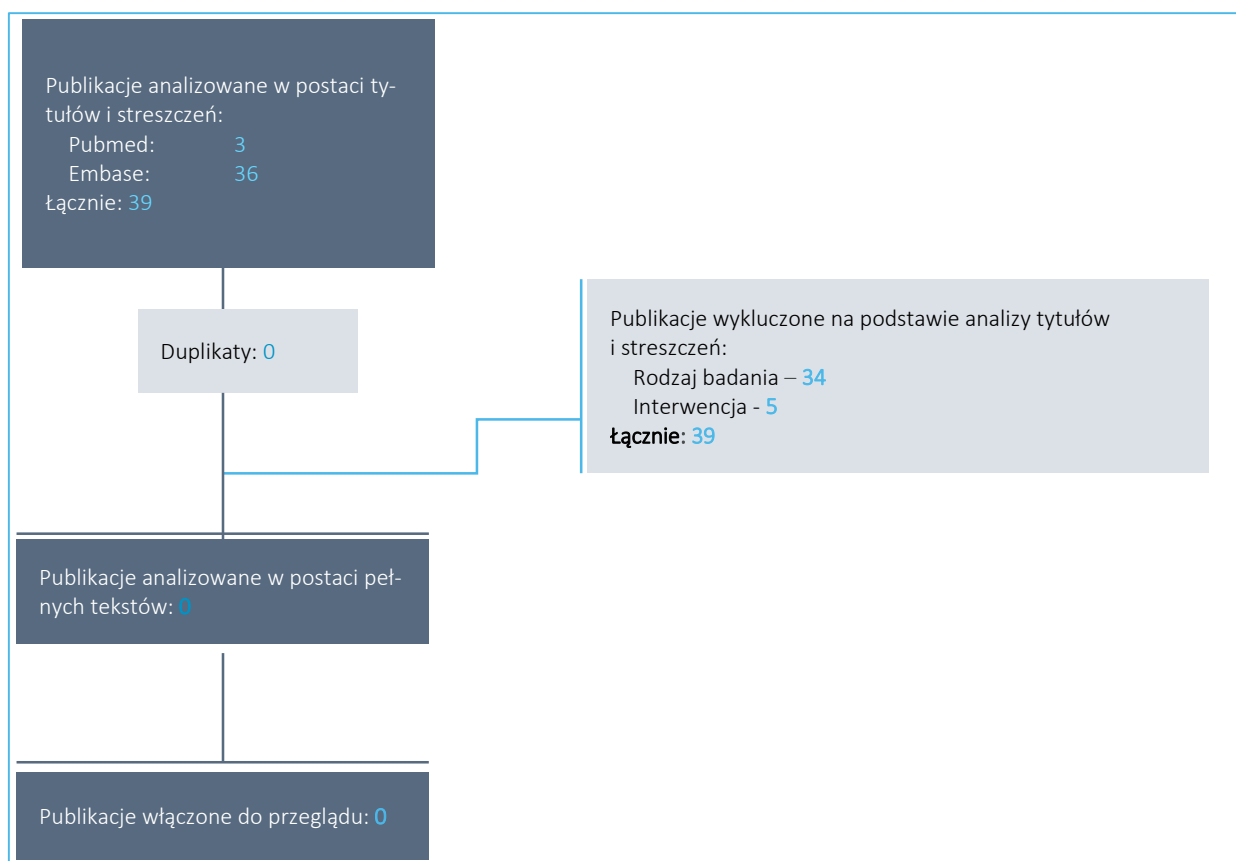 Publikacje analizowane w postaci ty-
tułów i streszczeń:
Pubmed: 3
Embase: 36
Łącznie: 39
Duplikaty: 0
Publikacje wykluczone na podstawie analizy tytułów
i streszczeń:
Rodzaj badania – 34
Interwencja - 5
Łącznie: 39
Publikacje analizowane w postaci peł-
nych tekstów: 0
Publikacje włączone do przeglądu: 0